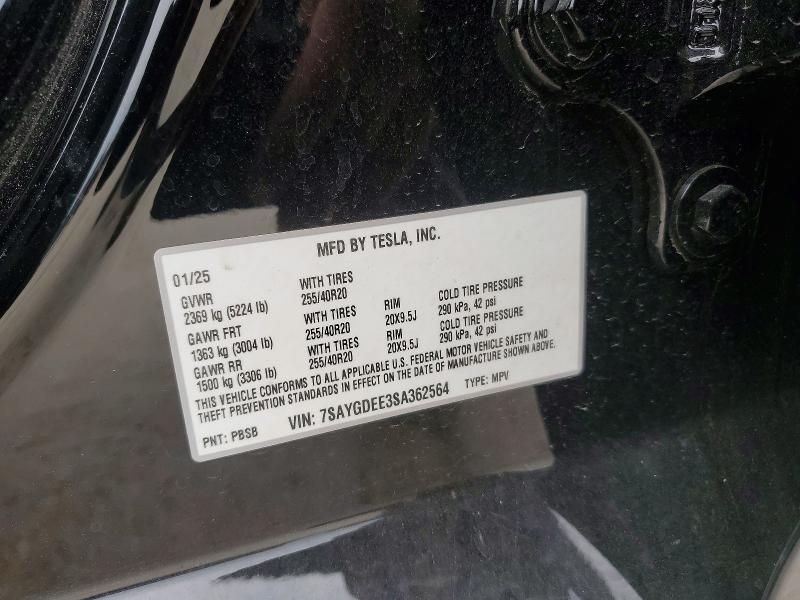 MFD BY TESLA, INC.
01/25
GVWR WITH TIRES
2369 kg (5224 lb) 255/40R20
GAWR FRT WITH TIRES RIM COLD TIRE PRESSURE
1363 kg (3004 lb) 255/40R20 20X9.5J 290 kPa, 42 psi
GAWR RR WITH TIRES RIM COLD TIRE PRESSURE
1500 kg (3306 lb) 255/40R20 20X9.5J 290 kPa, 42 psi
THIS VEHICLE CONFORMS TO ALL APPLICABLE U.S. FEDERAL MOTOR VEHICLE SAFETY AND
THEFT PREVENTION STANDARDS IN EFFECT ON THE DATE OF MANUFACTURE SHOWN ABOVE.
PNT: PBSB VIN: 7SAYGDEE3SA362564 TYPE: MPV